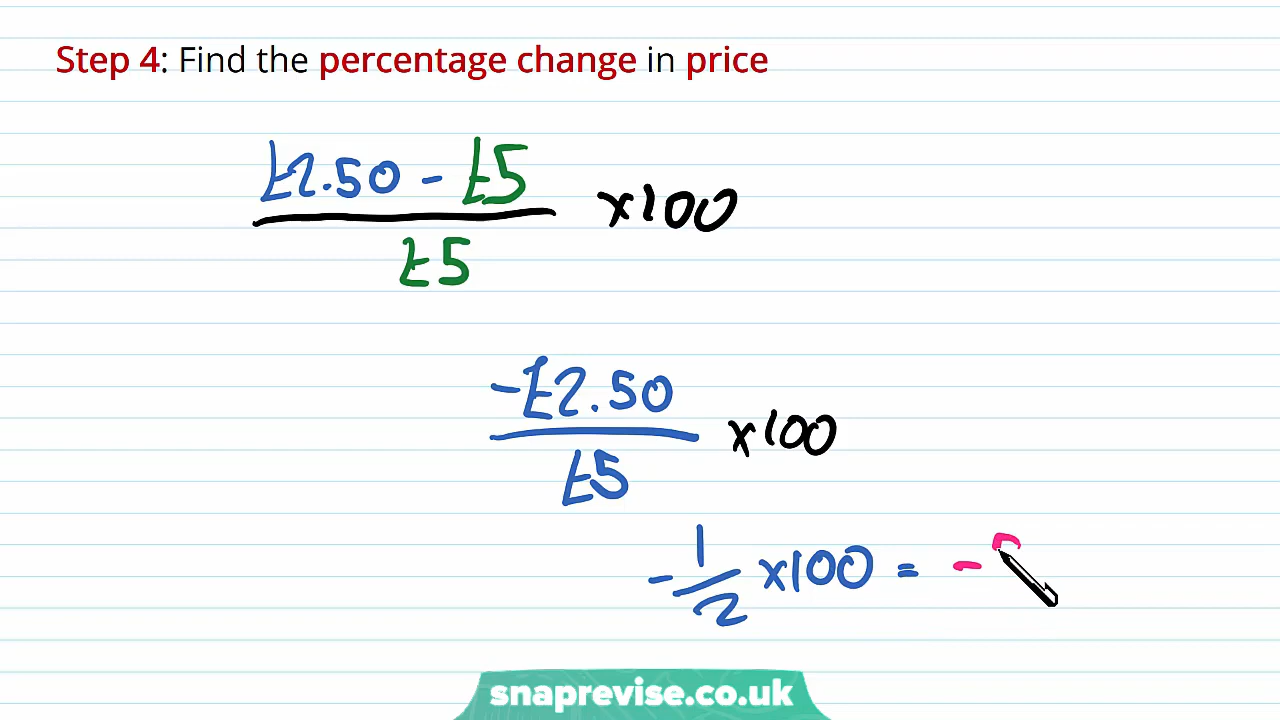 Step 4: Find the percentage change in price
£2.50 - £5
£5
x100
-£2.50
£5
x100
-1/2 x100 = -
snaprevise.co.uk